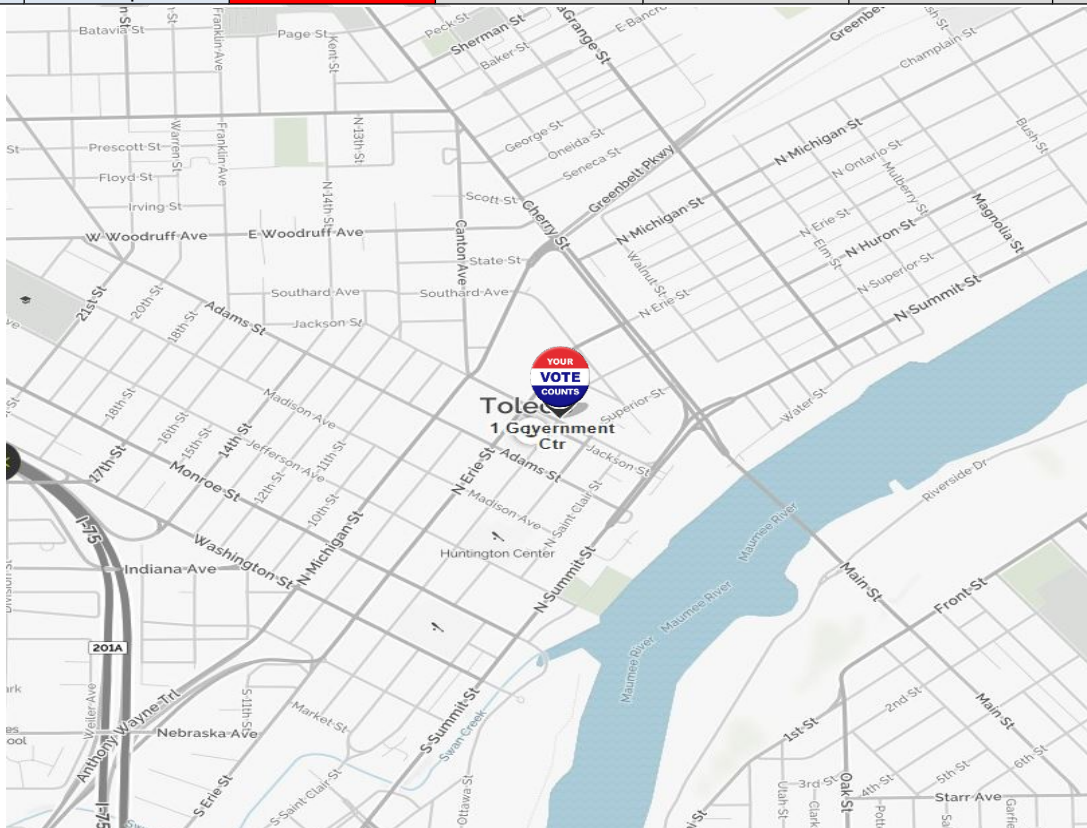 Batavia St
Page St
Kent St
Franklin Ave
Peck St
Sherman St
Baker St
E Bancro
Greenbelt
Champlain St
Bush St
Prescott St
Floyd St
Irving St
Warren St
Franklin Ave
N 13th St
N 14th St
George St
Oneida St
Seneca St
Greenbelt Pkwy
N Michigan St
N Ontario St
Mulberry St
Magnolia St
Scott St
Cherry St
N Michigan St
N Erie St
Elm St
N Huron St
N Superior St
N Summit St
W Woodruff Ave
E Woodruff Ave
Canton Ave
State St
Walnut St
N Erie St
Southard Ave
Southard Ave
Jackson St
21st St
20th St
18th St
Adams St
YOUR
VOTE
COUNTS
1 Government
Ctr
Superior St
Water St
Jackson St
Adams St
Madison Ave
Jefferson Ave
18th St
16th St
15th St
14th St
17th St
12th St
11th St
10th St
Monroe St
N Erie St
Madison Ave
N Saint Clair St
Huntington Center
N Summit St
Washington St
N Michigan St
I-75
Indiana Ave
Division St
201A
Maumee River
Maumee River
Maumee River
Riverside Dr
Main St
Front St
Weiler Ave
Anthony Wayne Trl
S 11th St
Market St
Nebraska Ave
S Summit St
Swan Creek
S Erie St
S Saint Clair St
Ottawa St
I-75
1st St
2nd St
Main St
3rd St
4th St
5th St
6th St
Oak St
Utah St
Clark
Starr Ave